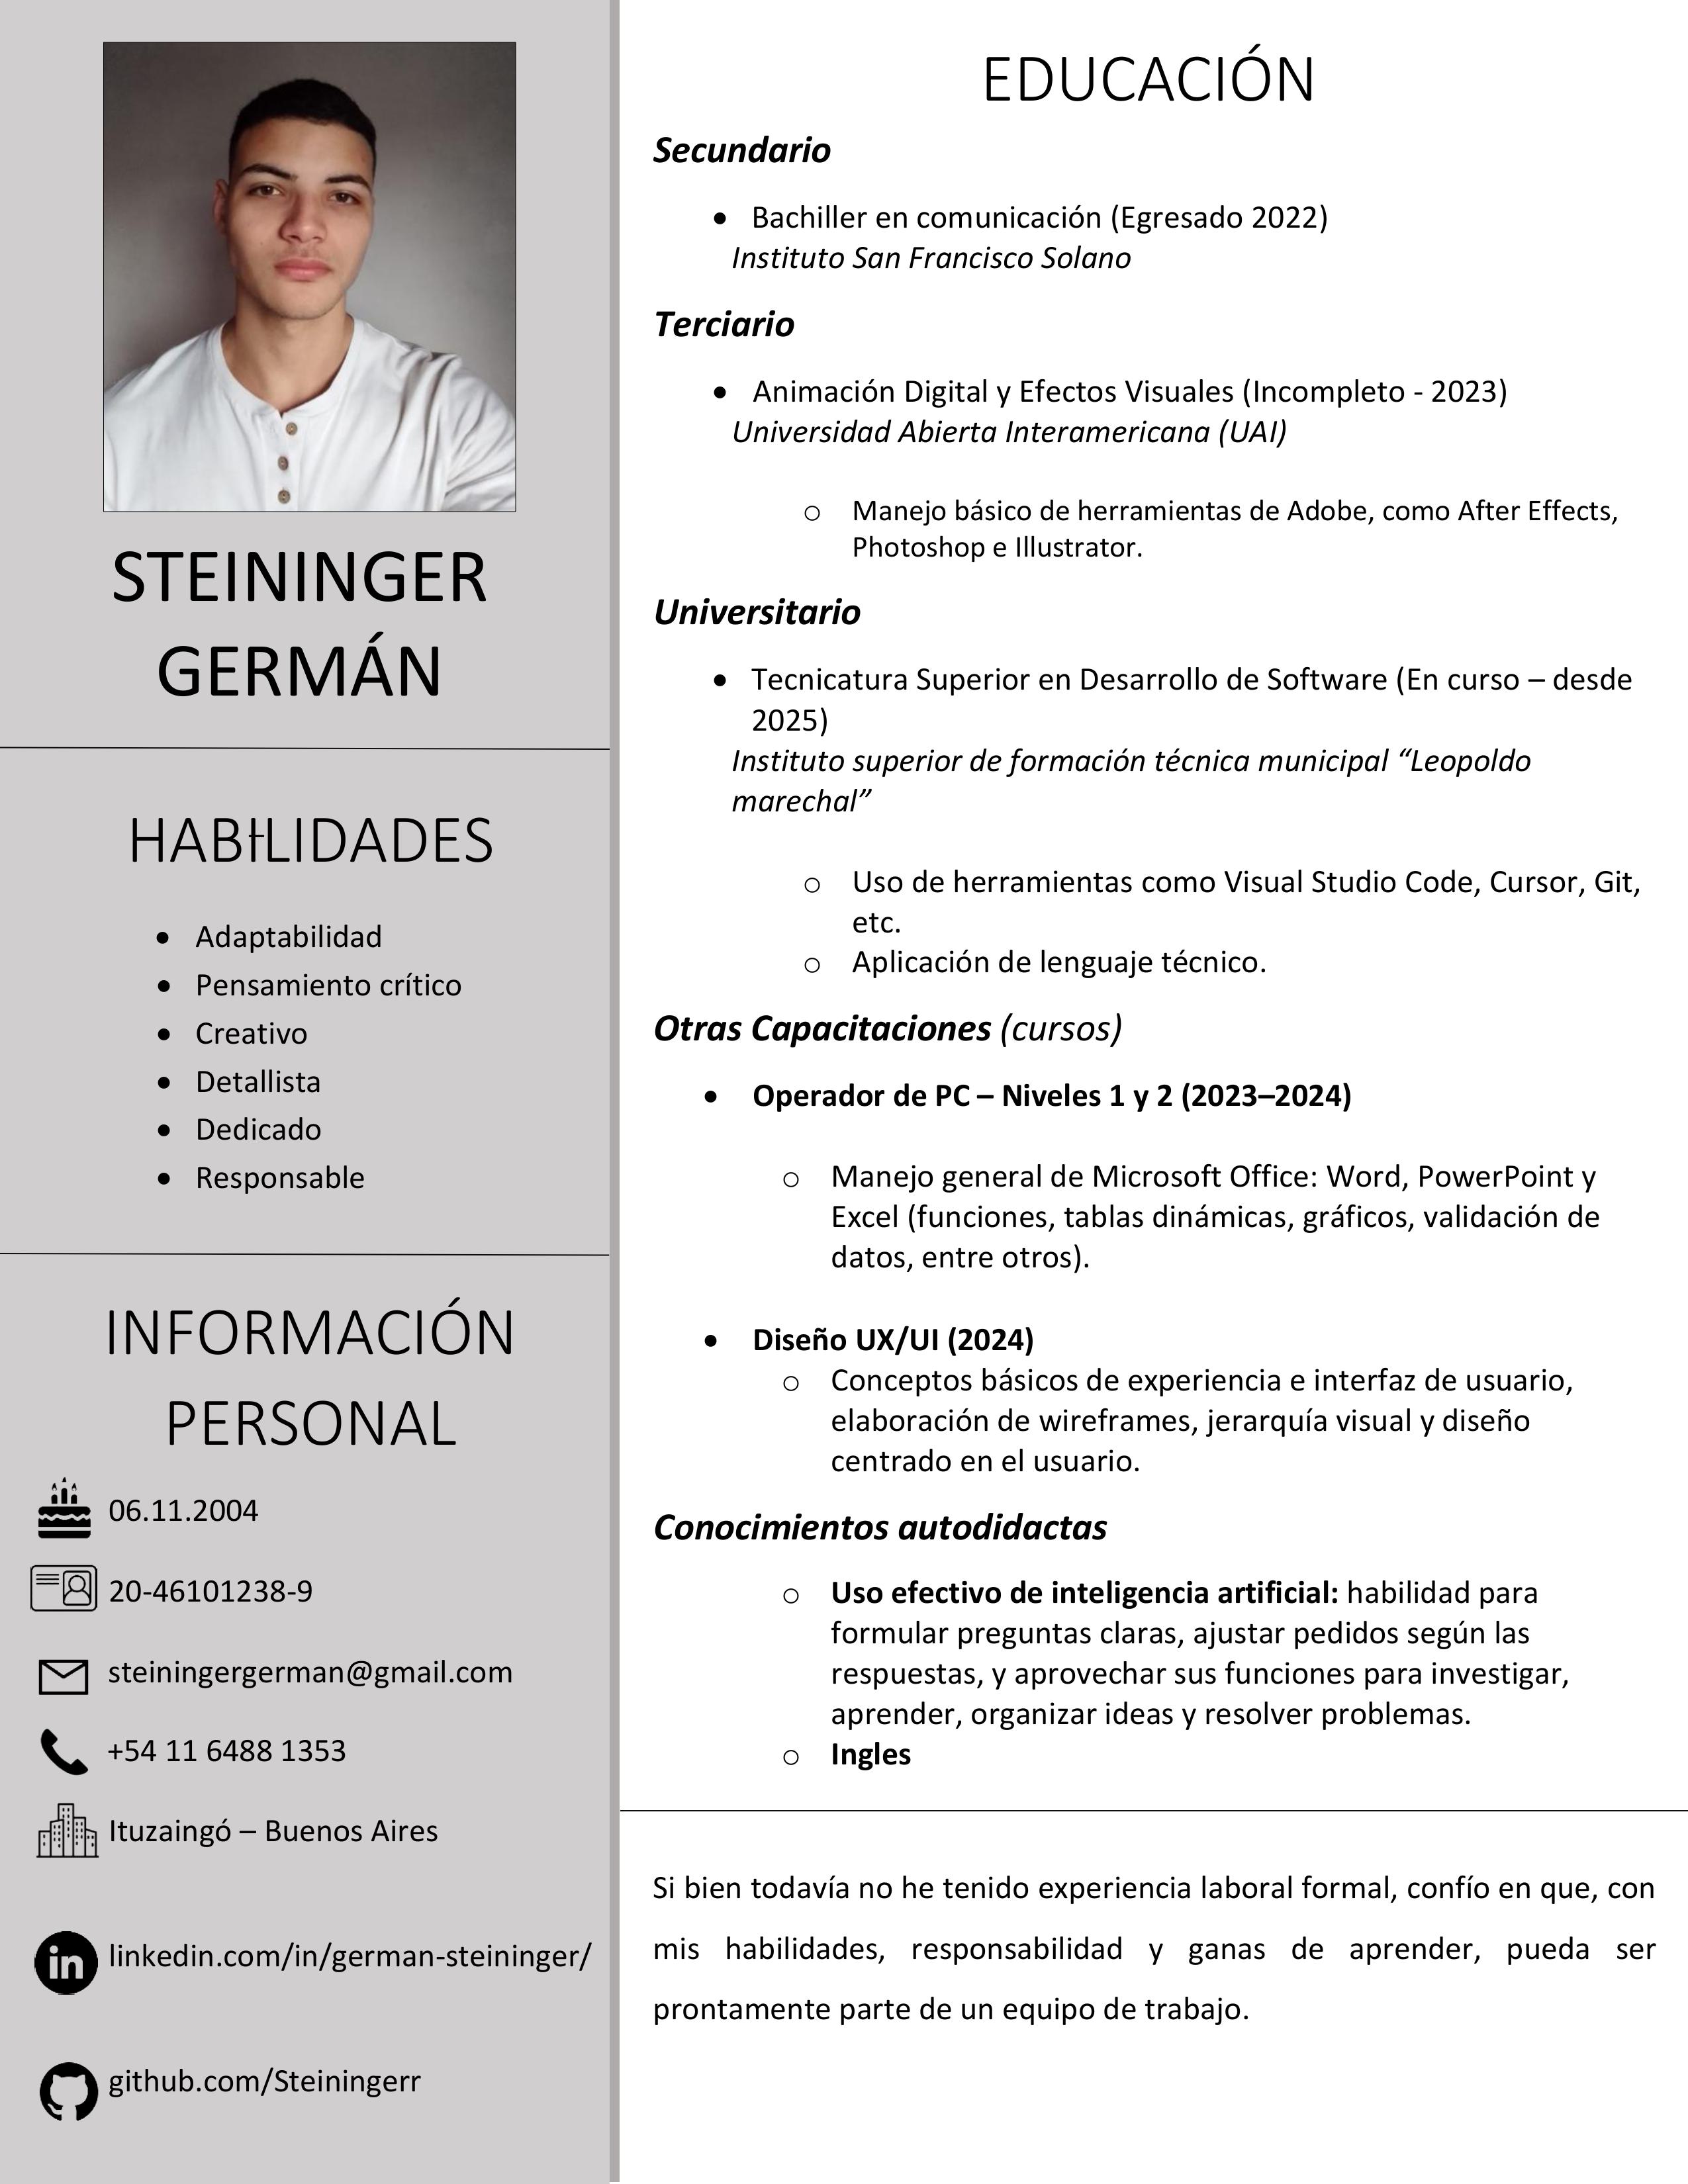 STEININGER
GERMÁN
HABILIDADES
• Adaptabilidad
• Pensamiento crítico
• Creativo
• Detallista
• Dedicado
• Responsable
INFORMACIÓN
PERSONAL
06.11.2004
20-46101238-9
steiningergerman@gmail.com
+54 11 6488 1353
Ituzaingó – Buenos Aires
in linkedin.com/in/german-steininger/
github.com/Steiningerr
EDUCACIÓN
Secundario
• Bachiller en comunicación (Egresado 2022)
Instituto San Francisco Solano
Terciario
• Animación Digital y Efectos Visuales (Incompleto - 2023)
Universidad Abierta Interamericana (UAI)
o Manejo básico de herramientas de Adobe, como After Effects,
Photoshop e Illustrator.
Universitario
• Tecnicatura Superior en Desarrollo de Software (En curso – desde
2025)
Instituto superior de formación técnica municipal “Leopoldo
marechal”
o Uso de herramientas como Visual Studio Code, Cursor, Git,
etc.
o Aplicación de lenguaje técnico.
Otras Capacitaciones (cursos)
• Operador de PC – Niveles 1 y 2 (2023–2024)
o Manejo general de Microsoft Office: Word, PowerPoint y
Excel (funciones, tablas dinámicas, gráficos, validación de
datos, entre otros).
• Diseño UX/UI (2024)
o Conceptos básicos de experiencia e interfaz de usuario,
elaboración de wireframes, jerarquía visual y diseño
centrado en el usuario.
Conocimientos autodidactas
o Uso efectivo de inteligencia artificial: habilidad para
formular preguntas claras, ajustar pedidos según las
respuestas, y aprovechar sus funciones para investigar,
aprender, organizar ideas y resolver problemas.
o Ingles
Si bien todavía no he tenido experiencia laboral formal, confío en que, con
mis habilidades, responsabilidad y ganas de aprender, pueda ser
prontamente parte de un equipo de trabajo.